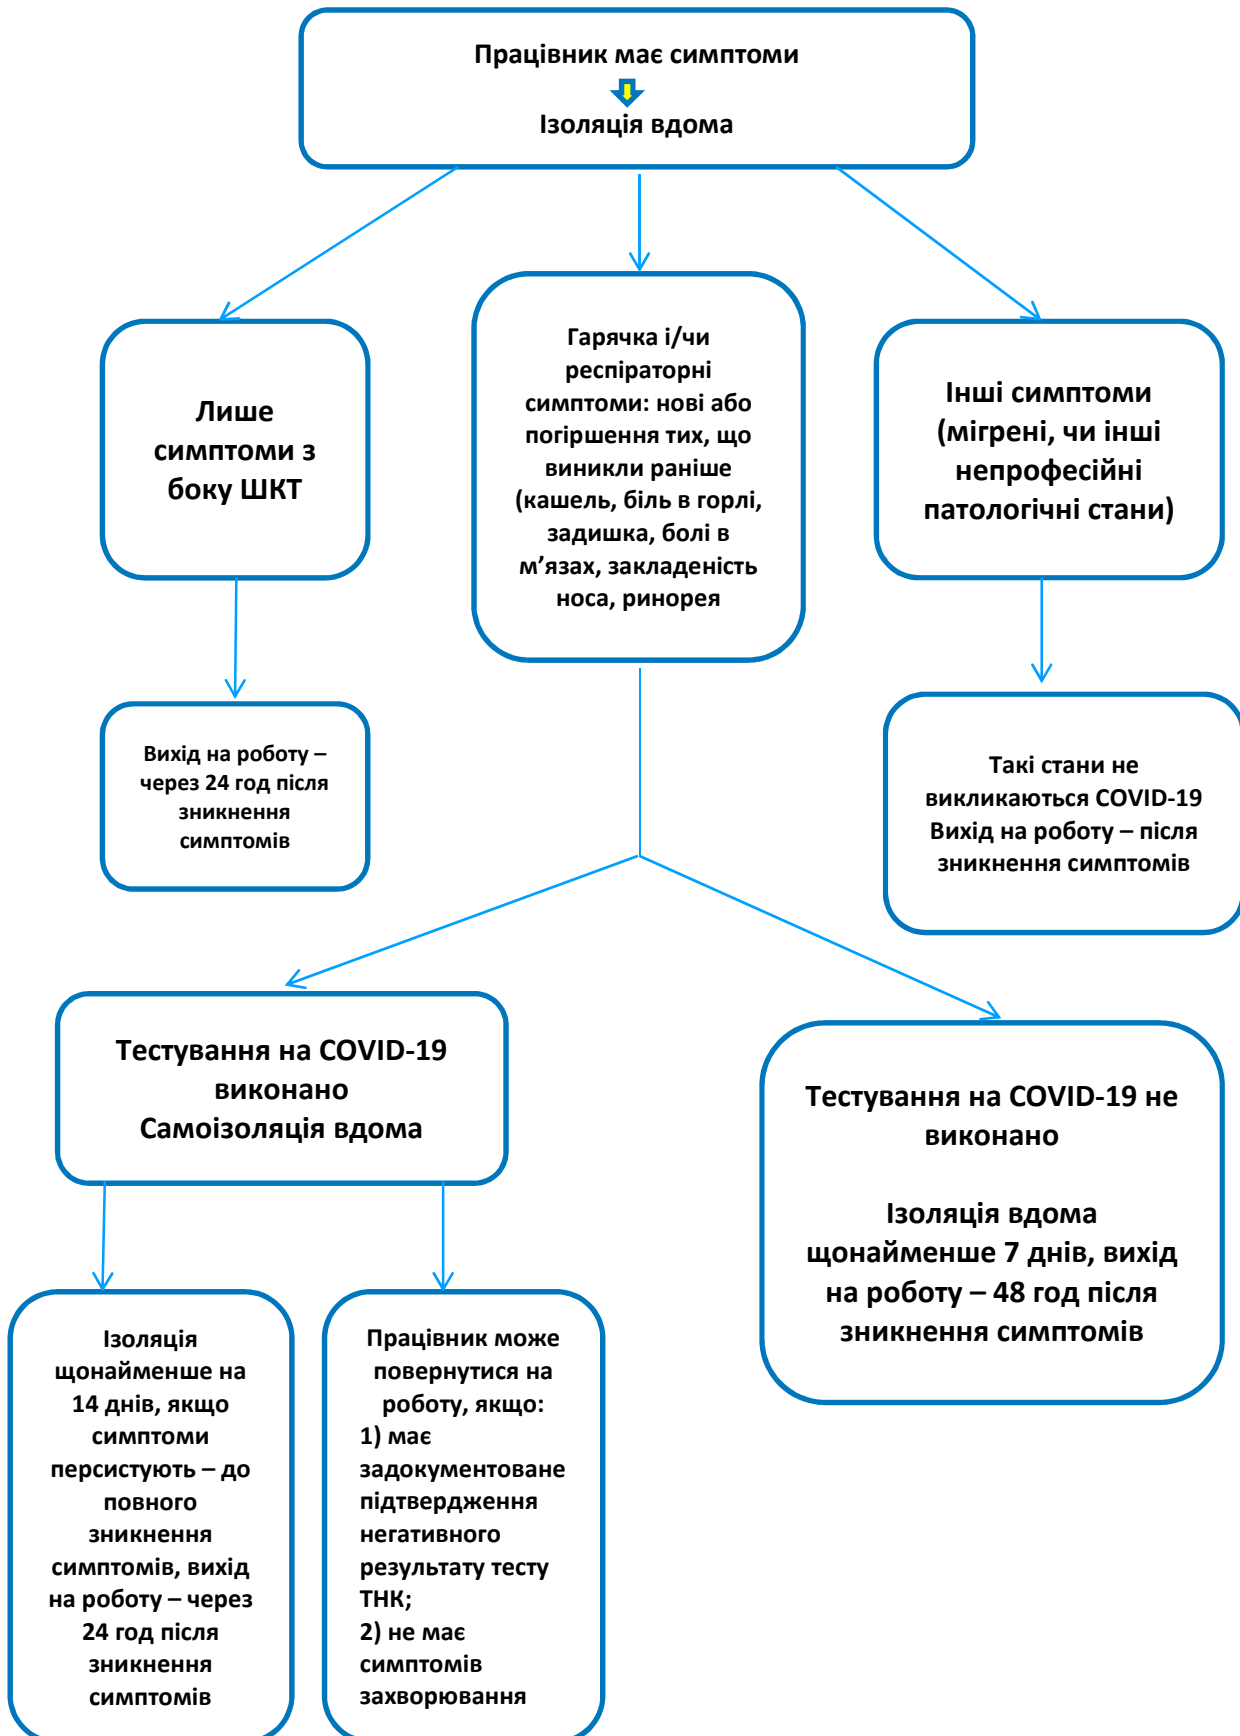 Працівник має симптоми
Ізоляція вдома
Лише
симптоми з
боку ШКТ
Гарячка і/чи
респіраторні
симптоми: нові або
погіршення тих, що
виникли раніше
(кашель, біль в горлі,
задишка, болі в
м’язах, закладеність
носа, ринорея
Інші симптоми
(мігрені, чи інші
непрофесійні
патологічні стани)
Вихід на роботу –
через 24 год після
зникнення
симптомів
Такі стани не
викликаються COVID-19
Вихід на роботу – після
зникнення симптомів
Тестування на COVID-19
виконано
Самоізоляція вдома
Тестування на COVID-19 не
виконано
Ізоляція вдома
щонайменше 7 днів, вихід
на роботу – 48 год після
зникнення симптомів
Ізоляція
щонайменше на
14 днів, якщо
симптоми
персистують – до
повного
зникнення
симптомів, вихід
на роботу – через
24 год після
зникнення
симптомів
Працівник може
повернутися на
роботу, якщо:
1) має
задокументоване
підтвердження
негативного
результату тесту
ТНК;
2) не має
симптомів
захворювання